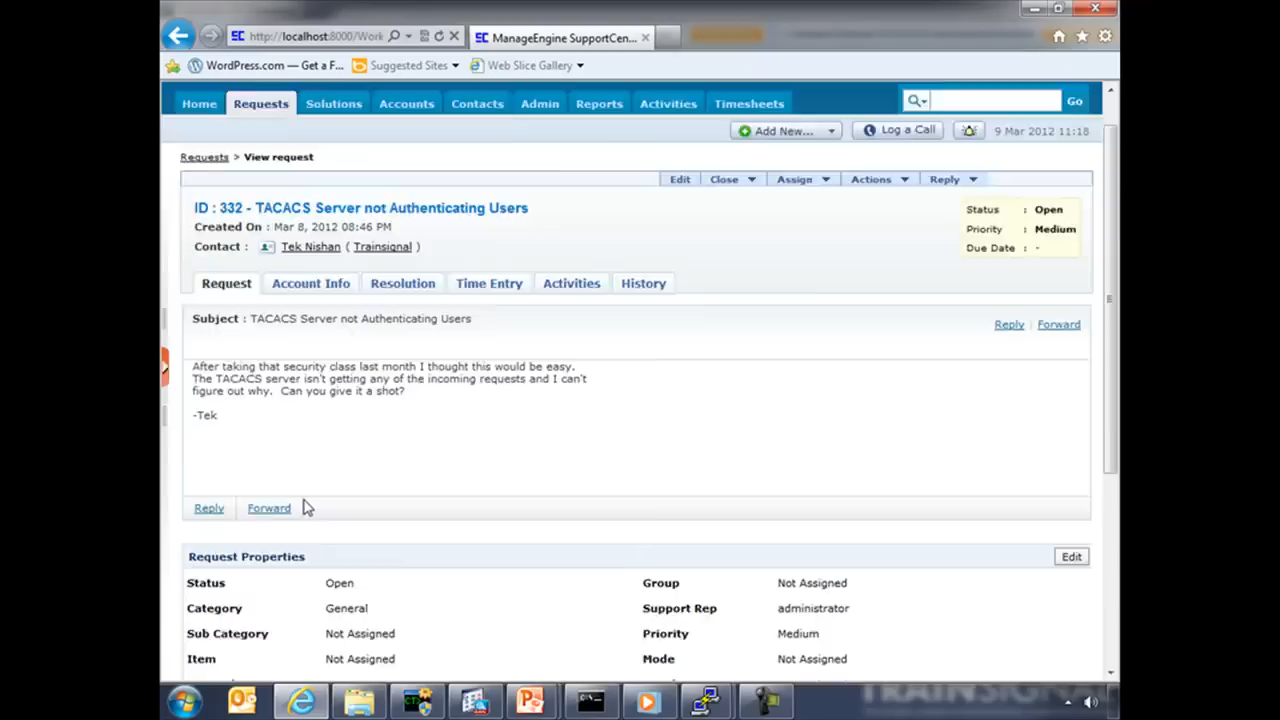 http://localhost:8000/Work
ManageEngine SupportCen...
WordPress.com — Get a F...
Suggested Sites
Web Slice Gallery
Home
Requests
Solutions
Accounts
Contacts
Admin
Reports
Activities
Timesheets
Go
Add New...
Log a Call
9 Mar 2012 11:18
Requests > View request
Edit
Close
Assign
Actions
Reply
ID : 332 - TACACS Server not Authenticating Users
Created On : Mar 8, 2012 08:46 PM
Contact : Tek Nishan ( Trainsignal )
Status : Open
Priority : Medium
Due Date : -
Request
Account Info
Resolution
Time Entry
Activities
History
Subject : TACACS Server not Authenticating Users
Reply
Forward
After taking that security class last month I thought this would be easy.
The TACACS server isn't getting any of the incoming requests and I can't
figure out why. Can you give it a shot?
-Tek
Reply
Forward
Request Properties
Edit
Status Open
Group Not Assigned
Category General
Support Rep administrator
Sub Category Not Assigned
Priority Medium
Item Not Assigned
Mode Not Assigned
TRAINSIGNAL